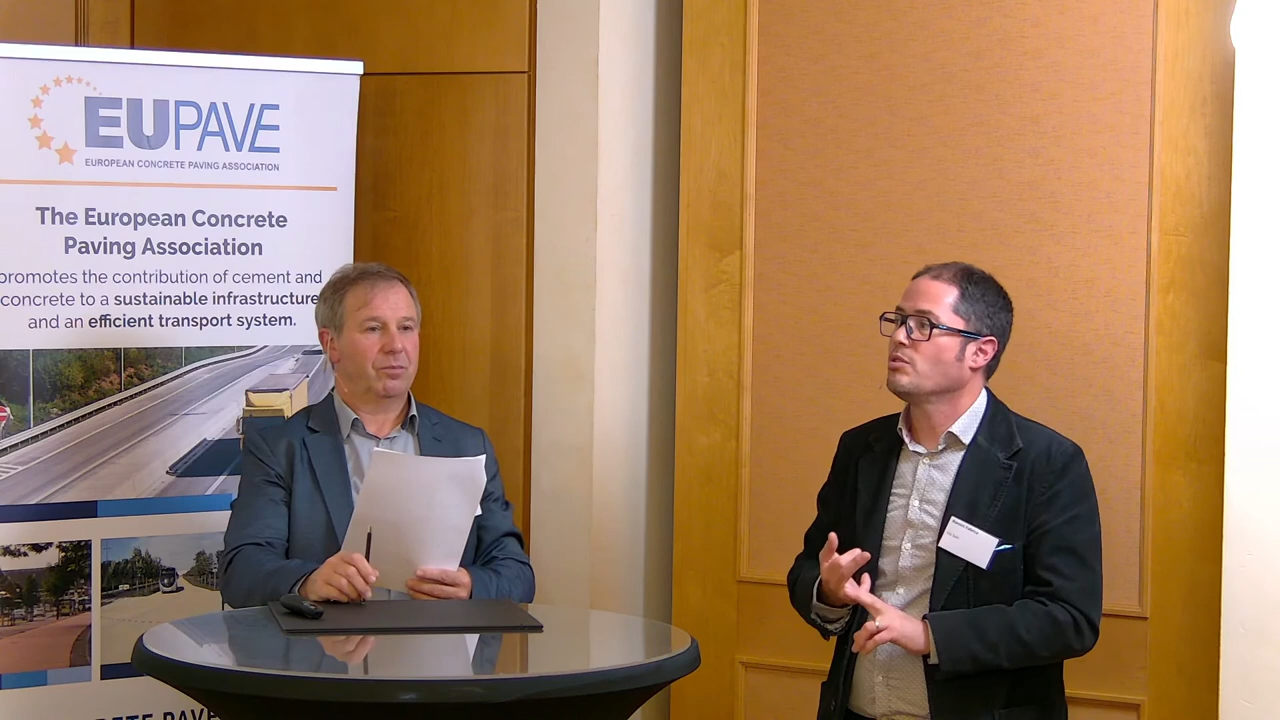 EUPAVE
EUROPEAN CONCRETE PAVING ASSOCIATION
The European Concrete
Paving Association
promotes the contribution of cement and
concrete to a sustainable infrastructure
and an efficient transport system.